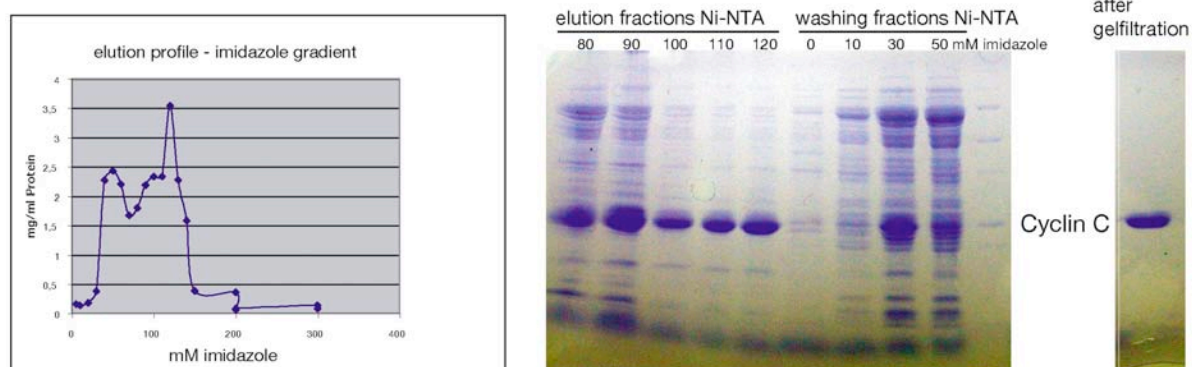 elution profile - imidazole gradient
4
3,5
3
2,5
2
1,5
1
0,5
0
mg/ml Protein
0 100 200 300 400
mM imidazole
elution fractions Ni-NTA washing fractions Ni-NTA
80 90 100 110 120 0 10 30 50 mM imidazole
Cyclin C
after
gelfiltration